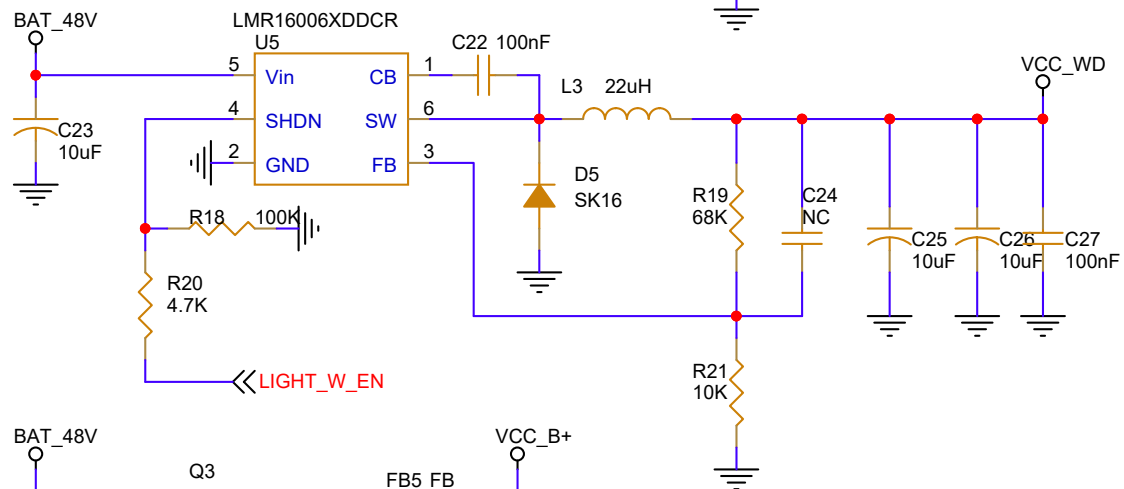 BAT_48V
LMR16006XDDCR
U5
C22 100nF
5 Vin CB 1
4 SHDN SW 6
2 GND FB 3
L3 22uH
VCC_WD
C23
10uF
D5
SK16
R19
68K
C24
NC
C25
10uF
C26
10uF
C27
100nF
R18 100K
R20
4.7K
LIGHT_W_EN
R21
10K
BAT_48V
VCC_B+
Q3
FB5 FB